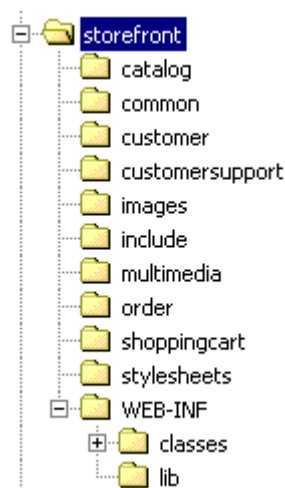 storefront
catalog
common
customer
customersupport
images
include
multimedia
order
shoppingcart
stylesheets
WEB-INF
classes
lib